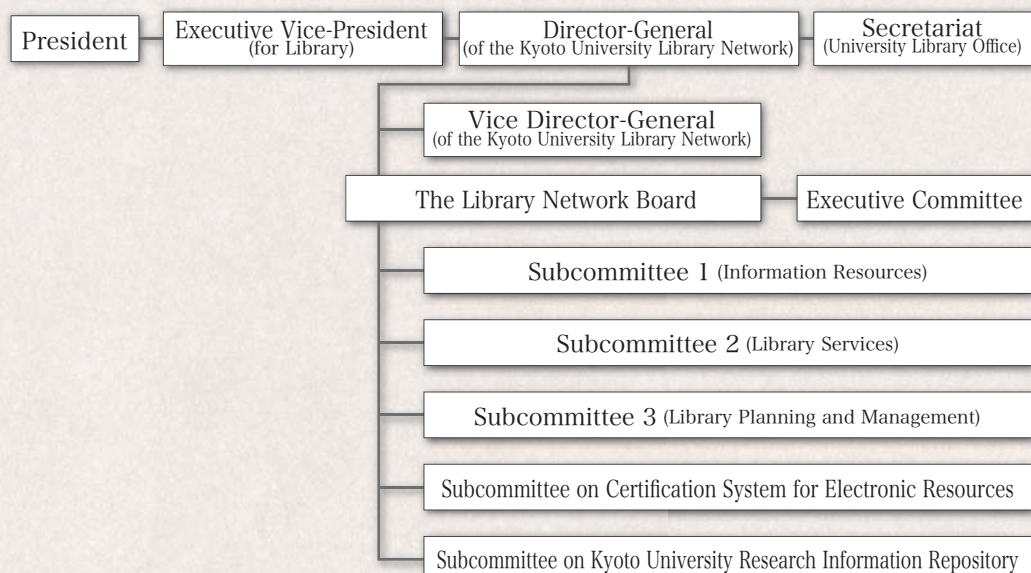 President
Executive Vice-President
(for Library)
Director-General
(of the Kyoto University Library Network)
Secretariat
(University Library Office)
Vice Director-General
(of the Kyoto University Library Network)
The Library Network Board
Executive Committee
Subcommittee 1 (Information Resources)
Subcommittee 2 (Library Services)
Subcommittee 3 (Library Planning and Management)
Subcommittee on Certification System for Electronic Resources
Subcommittee on Kyoto University Research Information Repository